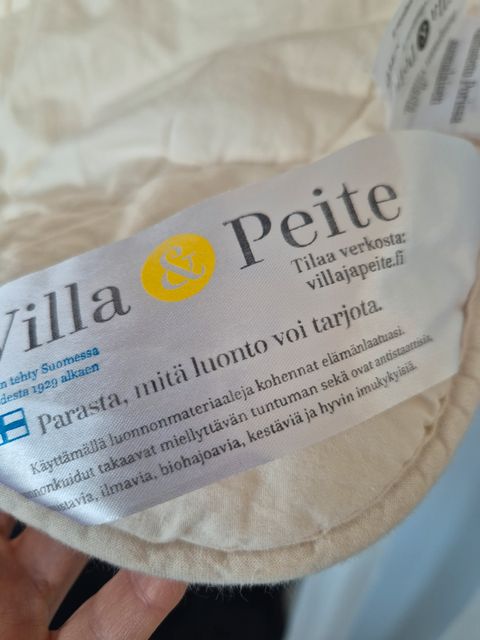 Villa & Peite
Tilaa verkosta:
villajapeite.fi
tehty Suomessa
1929 alkaen
Parasta, mitä luonto voi tarjota.
Käyttämällä luonnonmateriaaleja kohennat elämänlaatuasi.
takaavat miellyttävän tuntuman sekä ovat antistaattisia,
ilmavia, biohajoavia, kestäviä ja hyvin imukykyisiä.